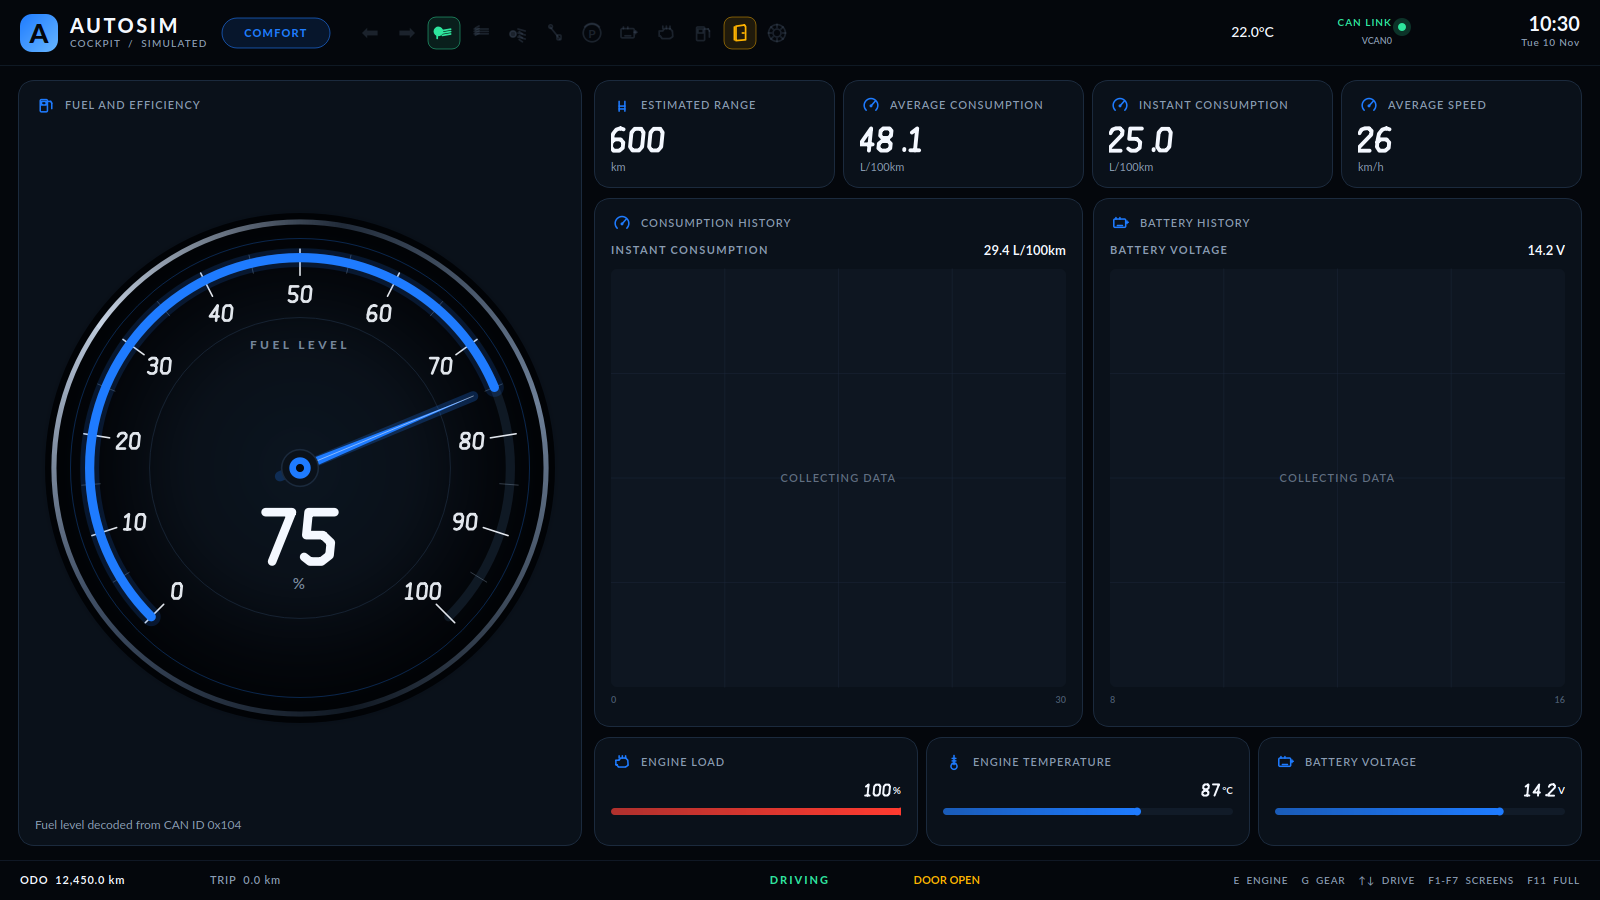 A AUTOSIM
COCKPIT / SIMULATED
COMFORT
P
22.0°C
CAN LINK
VCAN0
10:30
Tue 10 Nov
FUEL AND EFFICIENCY
0
10
20
30
40
50
60
70
80
90
100
FUEL LEVEL
75
%
Fuel level decoded from CAN ID 0x104
ESTIMATED RANGE
600
km
AVERAGE CONSUMPTION
48.1
L/100km
INSTANT CONSUMPTION
25.0
L/100km
AVERAGE SPEED
26
km/h
CONSUMPTION HISTORY
INSTANT CONSUMPTION 29.4 L/100km
COLLECTING DATA
0 30
BATTERY HISTORY
BATTERY VOLTAGE 14.2 V
COLLECTING DATA
8 16
ENGINE LOAD
100%
ENGINE TEMPERATURE
87°C
BATTERY VOLTAGE
14.2V
ODO 12,450.0 km TRIP 0.0 km DRIVING DOOR OPEN E ENGINE G GEAR ↑↓ DRIVE F1-F7 SCREENS F11 FULL